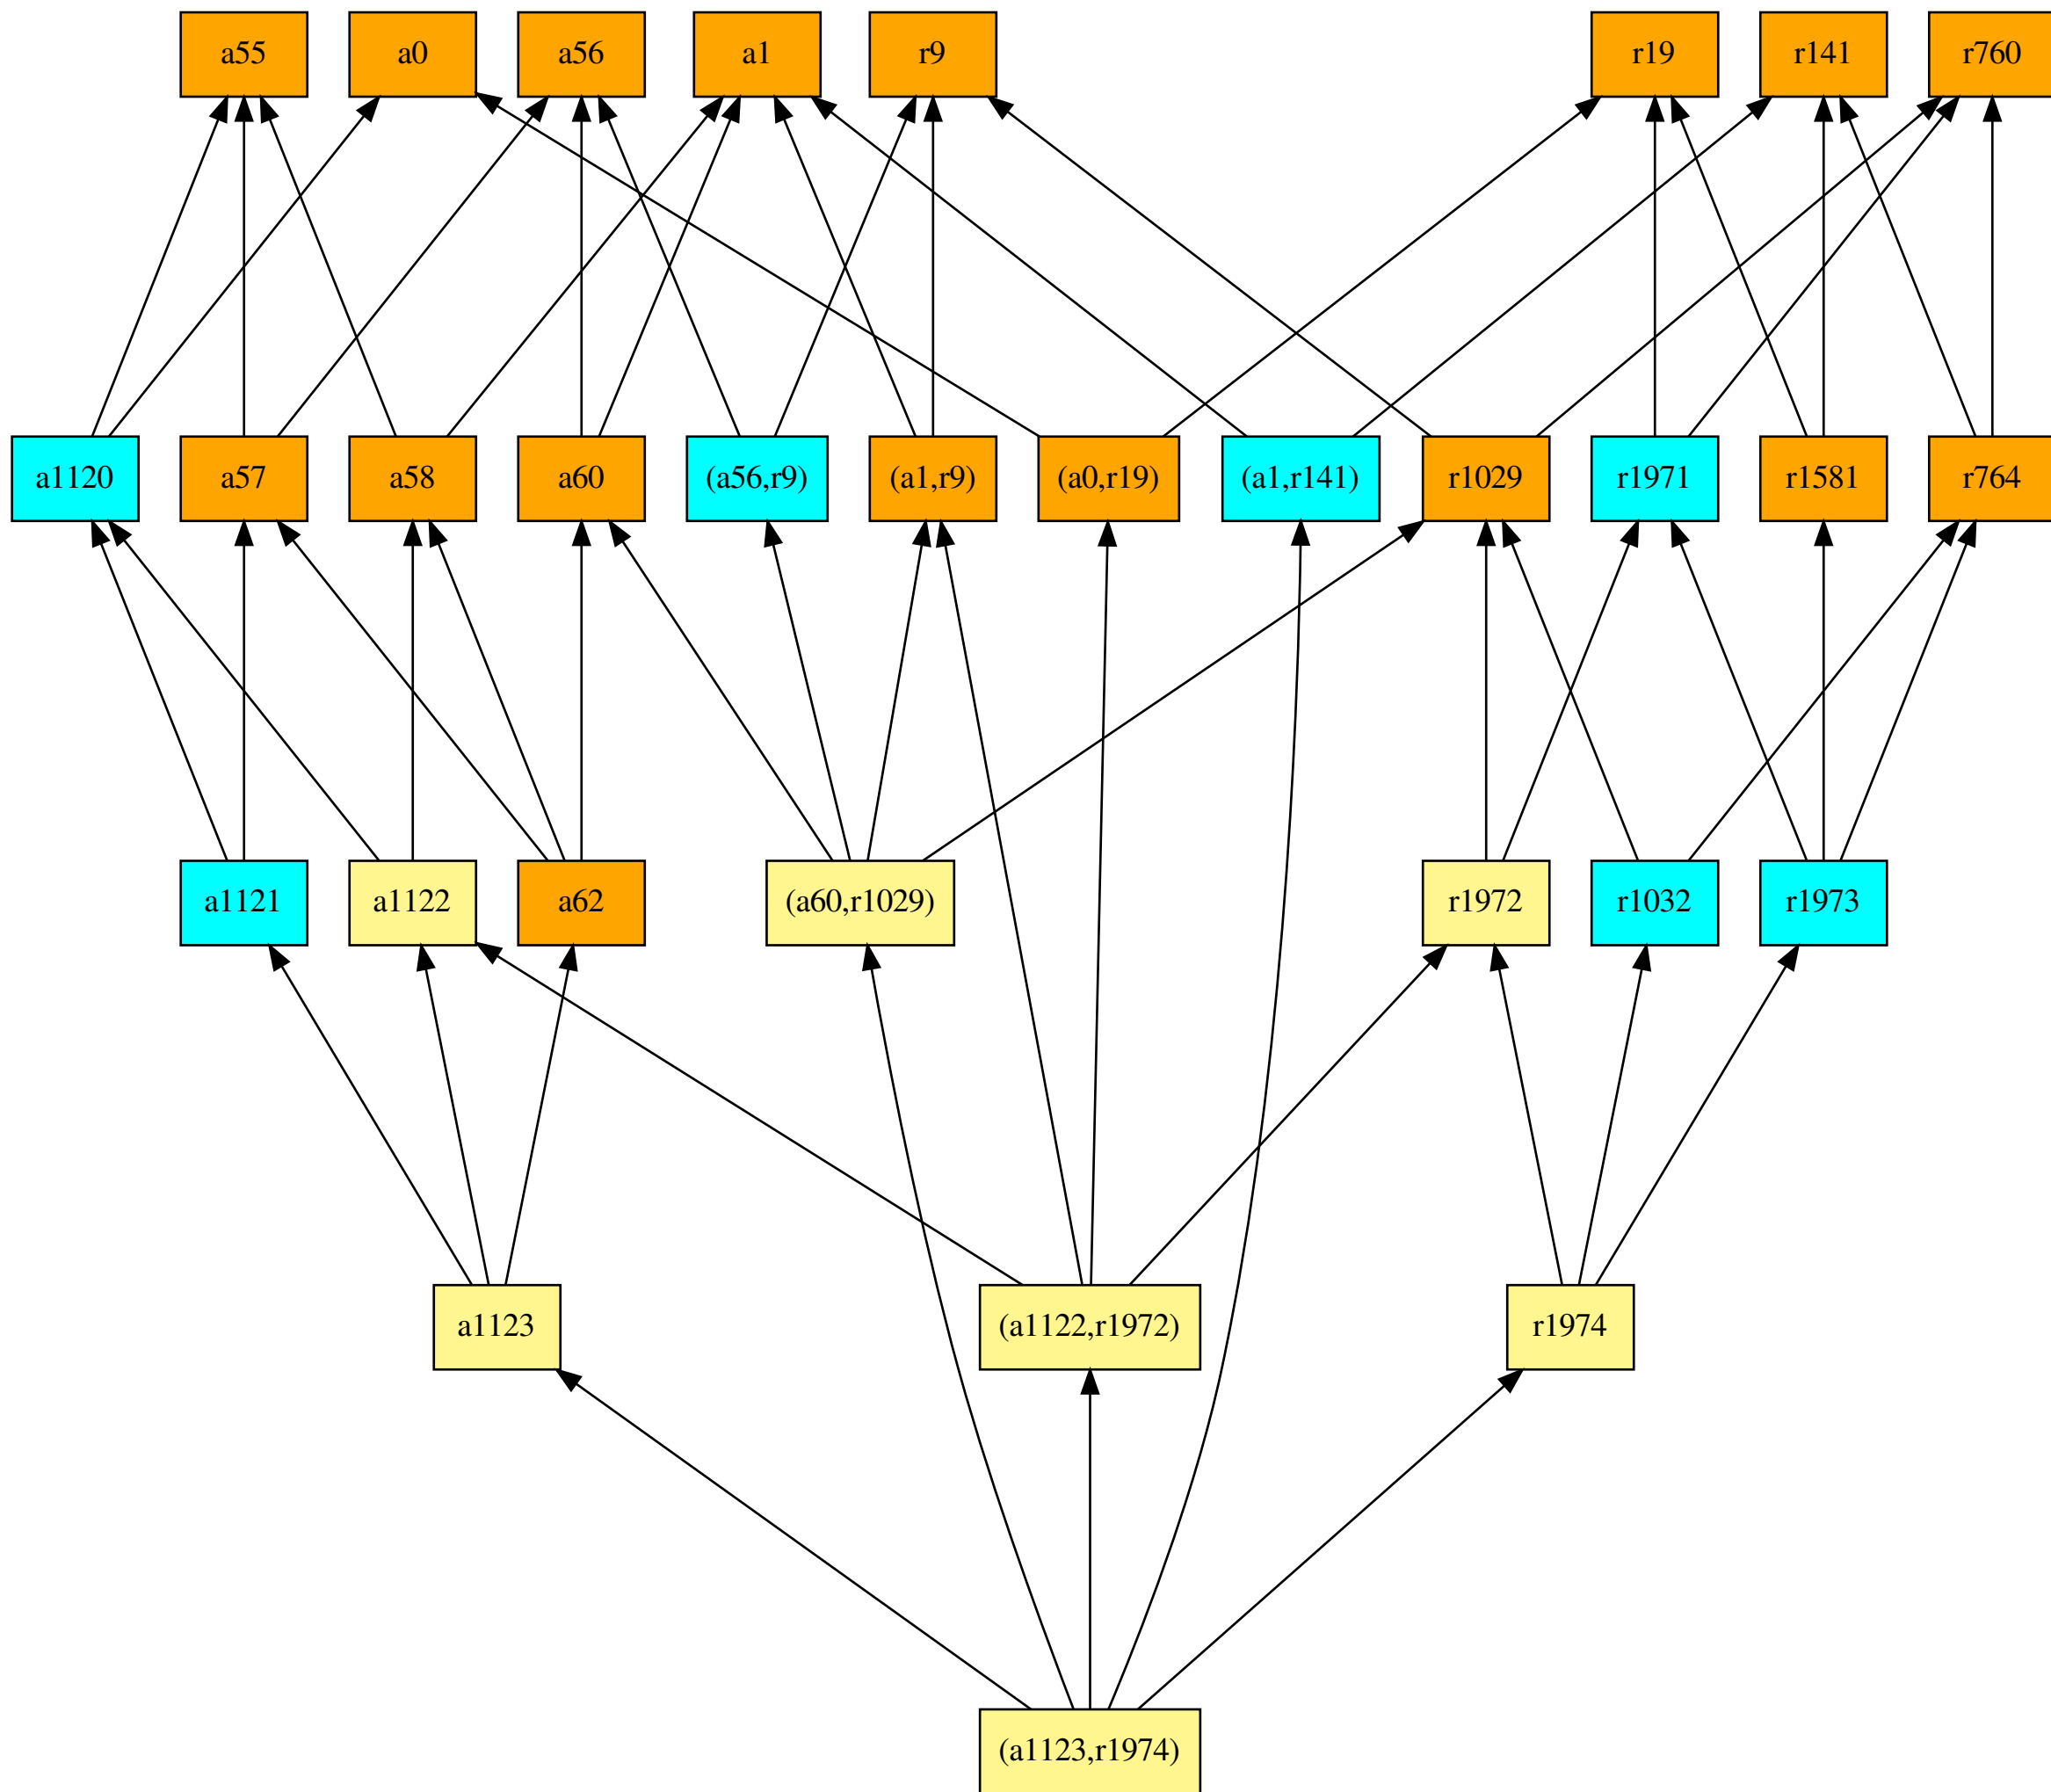 a55
a0
a56
a1
r9
r19
r141
r760
a1120
a57
a58
a60
(a56,r9)
(a1,r9)
(a0,r19)
(a1,r141)
r1029
r1971
r1581
r764
a1121
a1122
a62
(a60,r1029)
r1972
r1032
r1973
a1123
(a1122,r1972)
r1974
(a1123,r1974)